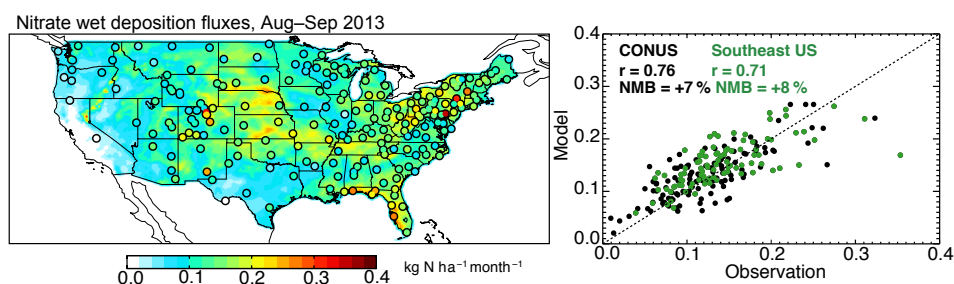 Nitrate wet deposition fluxes, Aug–Sep 2013
0.0 0.1 0.2 0.3 0.4
kg N ha⁻¹ month⁻¹
0.4
0.3
0.2
0.1
0.0
Model
CONUS Southeast US
r = 0.76 r = 0.71
NMB = +7 % NMB = +8 %
0.0 0.1 0.2 0.3 0.4
Observation